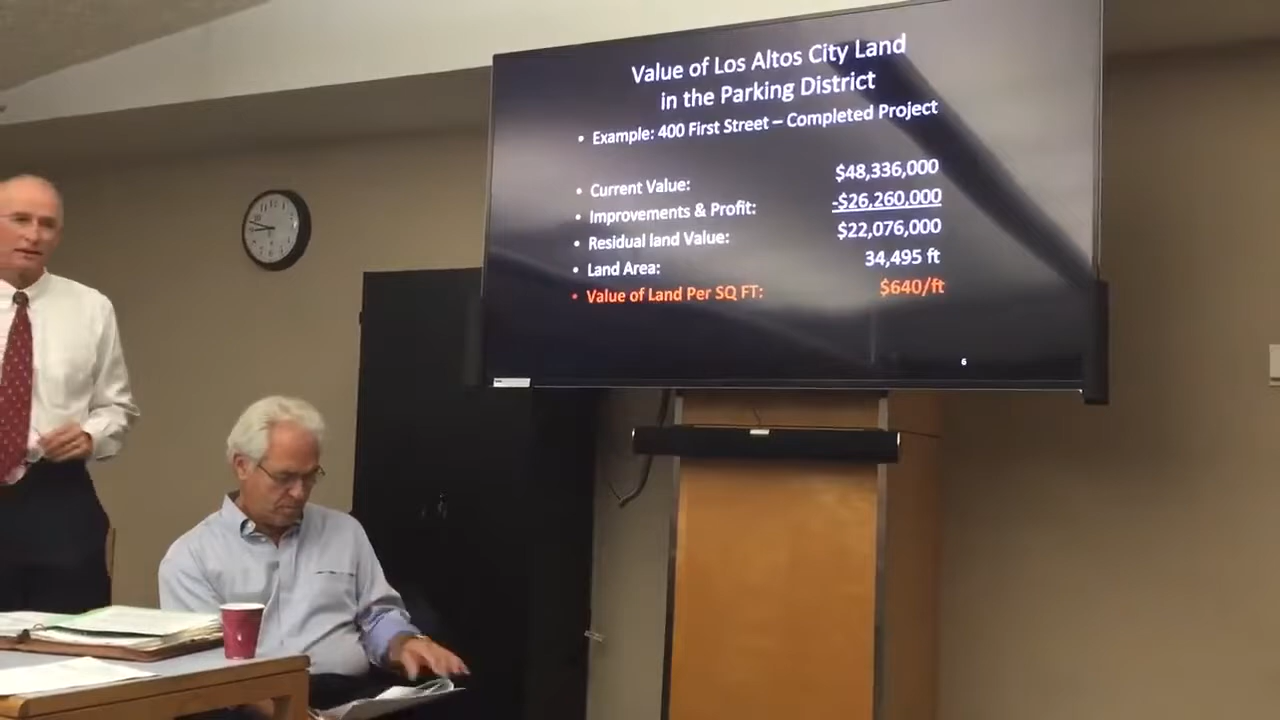 Value of Los Altos City Land
in the Parking District
• Example: 400 First Street – Completed Project
• Current Value: $48,336,000
• Improvements & Profit: -$26,260,000
• Residual land Value: $22,076,000
• Land Area: 34,495 ft
• Value of Land Per SQ FT: $640/ft
6